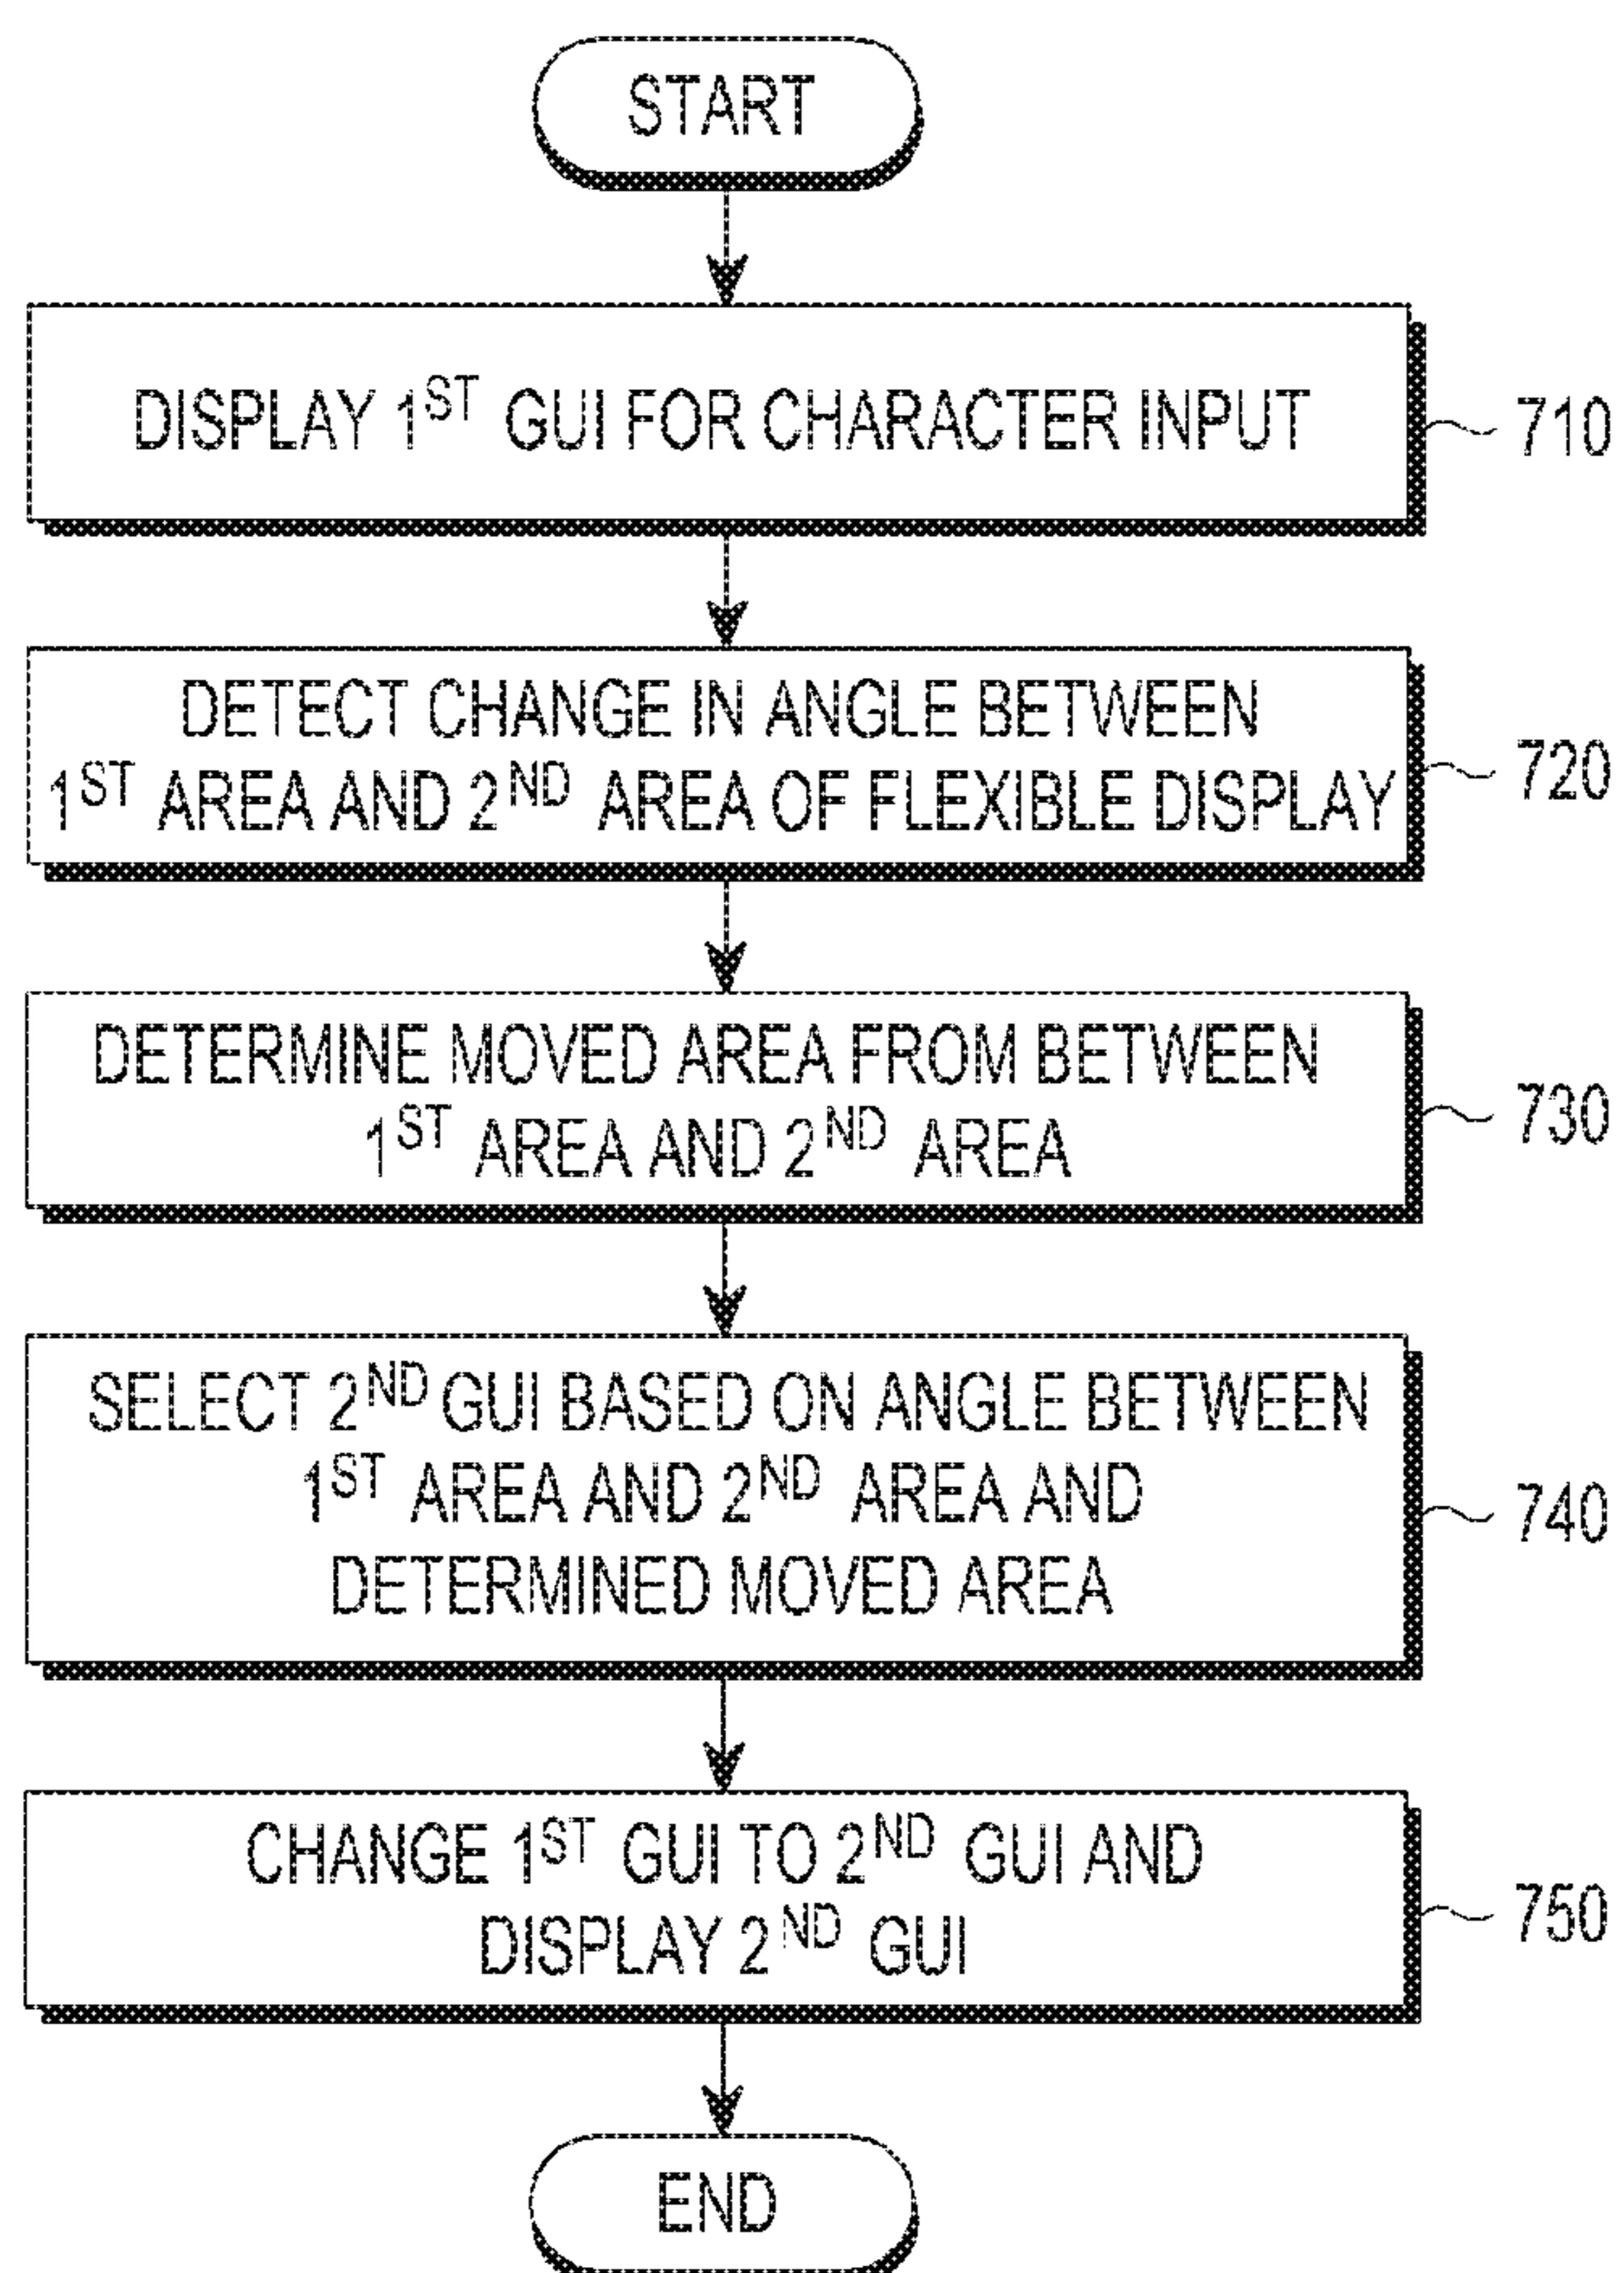 START
DISPLAY 1ST GUI FOR CHARACTER INPUT
710
DETECT CHANGE IN ANGLE BETWEEN
1ST AREA AND 2ND AREA OF FLEXIBLE DISPLAY
720
DETERMINE MOVED AREA FROM BETWEEN
1ST AREA AND 2ND AREA
730
SELECT 2ND GUI BASED ON ANGLE BETWEEN
1ST AREA AND 2ND AREA AND
DETERMINED MOVED AREA
740
CHANGE 1ST GUI TO 2ND GUI AND
DISPLAY 2ND GUI
750
END